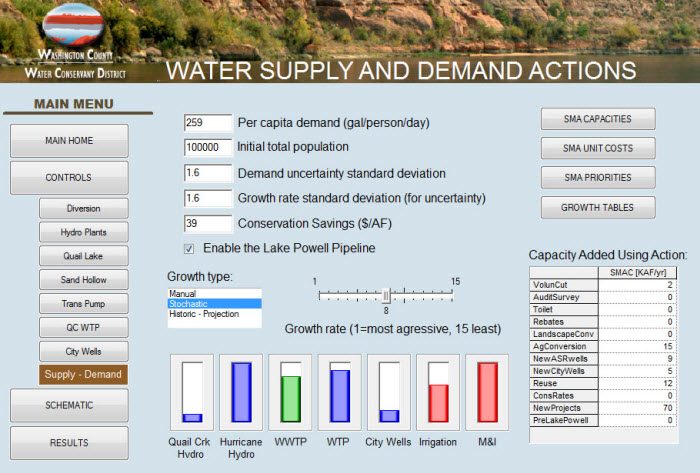 WASHINGTON COUNTY
WATER CONSERVANT DISTRICT
WATER SUPPLY AND DEMAND ACTIONS
MAIN MENU
MAIN HOME
CONTROLS
Diversion
Hydro Plants
Quail Lake
Sand Hollow
Trans Pump
QC WTP
City Wells
Supply - Demand
SCHEMATIC
RESULTS
259 Per capita demand (gal/person/day)
100000 Initial total population
1.6 Demand uncertainty standard deviation
1.6 Growth rate standard deviation (for uncertainty)
39 Conservation Savings ($/AF)
Enable the Lake Powell Pipeline
Growth type:
Manual
Stochastic
Historic - Projection
1 15
8
Growth rate (1=most agressive, 15 least)
Quail Crk Hydro
Hurricane Hydro
WWTP
WTP
City Wells
Irrigation
M&I
SMA CAPACITIES
SMA UNIT COSTS
SMA PRIORITIES
GROWTH TABLES
Capacity Added Using Action:
SMAC [KAF/yr]
VolunCut 2
AuditSurvey 0
Toilet 0
Rebates 0
LandscapeConv 0
AgConversion 15
NewASRwells 9
NewCityWells 5
Reuse 12
ConsRates 0
NewProjects 70
PreLakePowell 0